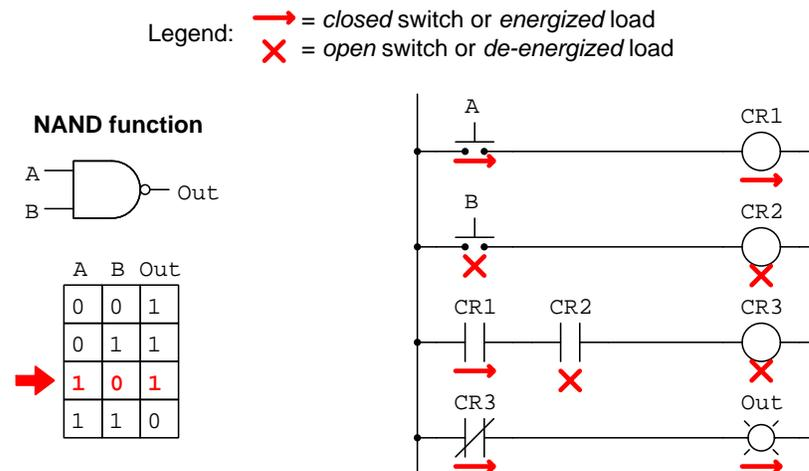 Legend:
= closed switch or energized load
= open switch or de-energized load
NAND function
A
B
Out
A B Out
0 0 1
0 1 1
1 0 1
1 1 0
A
CR1
B
CR2
CR1 CR2 CR3
CR3 Out